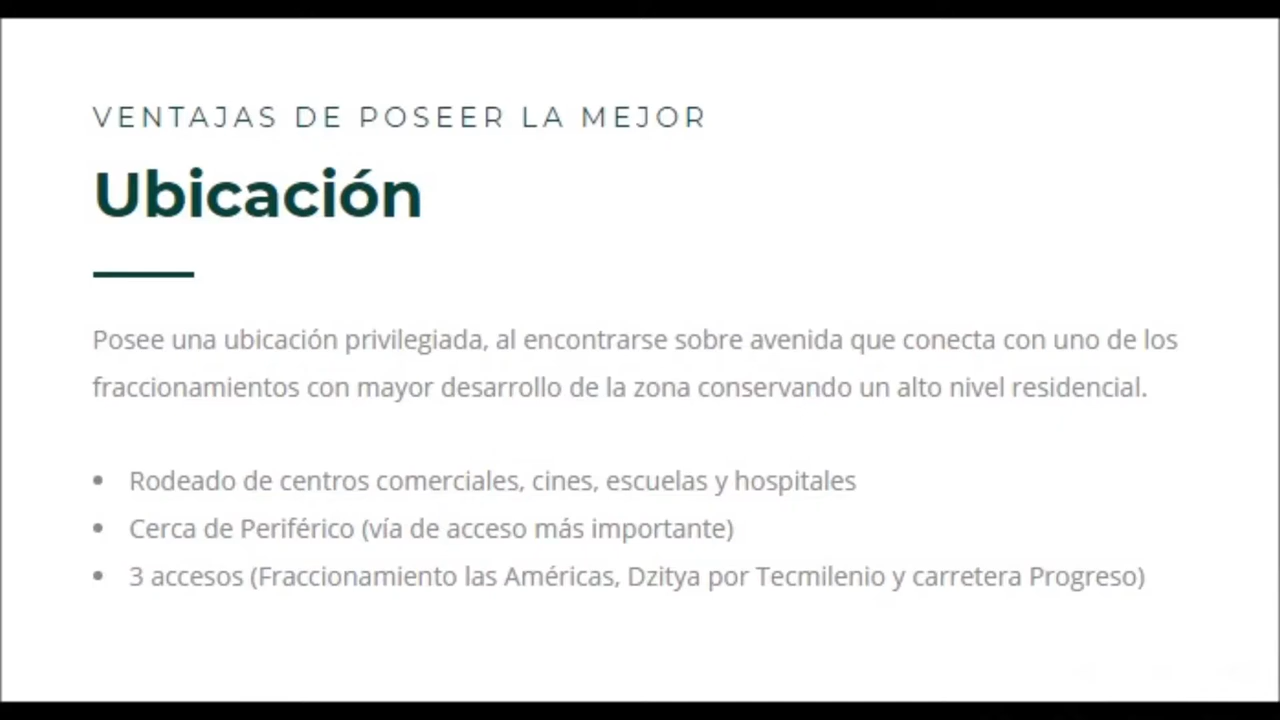 VENTAJAS DE POSEER LA MEJOR
Ubicación
Posee una ubicación privilegiada, al encontrarse sobre avenida que conecta con uno de los
fraccionamientos con mayor desarrollo de la zona conservando un alto nivel residencial.
• Rodeado de centros comerciales, cines, escuelas y hospitales
• Cerca de Periférico (vía de acceso más importante)
• 3 accesos (Fraccionamiento las Américas, Dzitya por Tecmilenio y carretera Progreso)